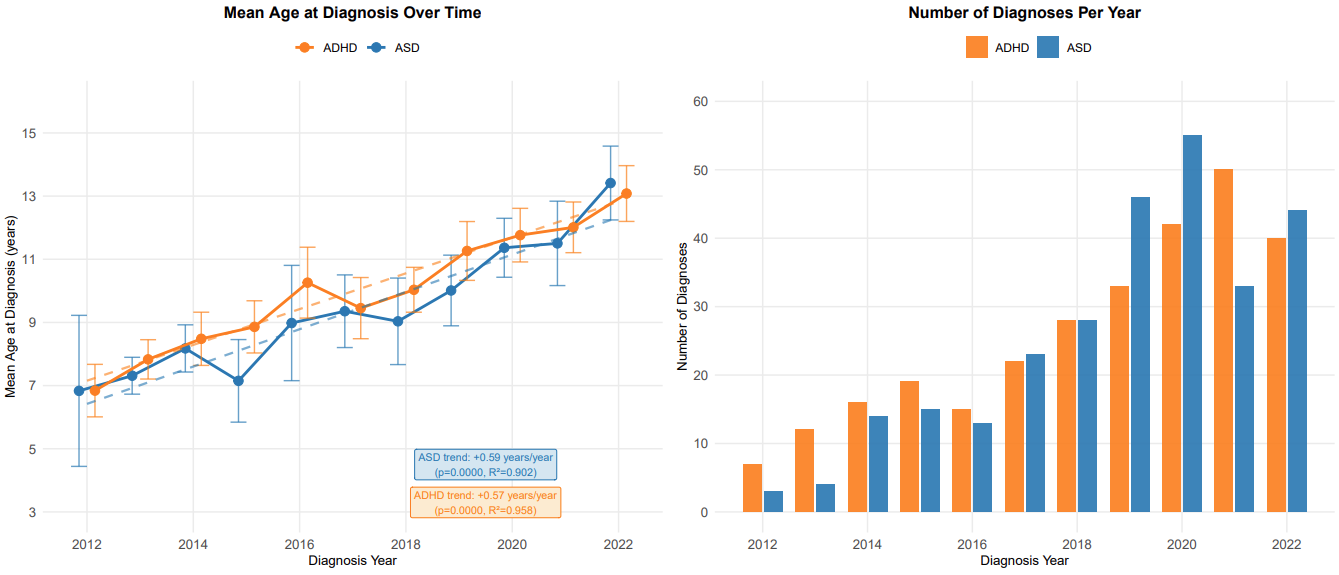 Mean Age at Diagnosis Over Time
ADHD ASD
Mean Age at Diagnosis (years)
15
13
11
9
7
5
3
ASD trend: +0.59 years/year
(p=0.0000, R²=0.902)
ADHD trend: +0.57 years/year
(p=0.0000, R²=0.958)
2012 2014 2016 2018 2020 2022
Diagnosis Year
Number of Diagnoses Per Year
ADHD ASD
Number of Diagnoses
60
50
40
30
20
10
0
2012 2014 2016 2018 2020 2022
Diagnosis Year